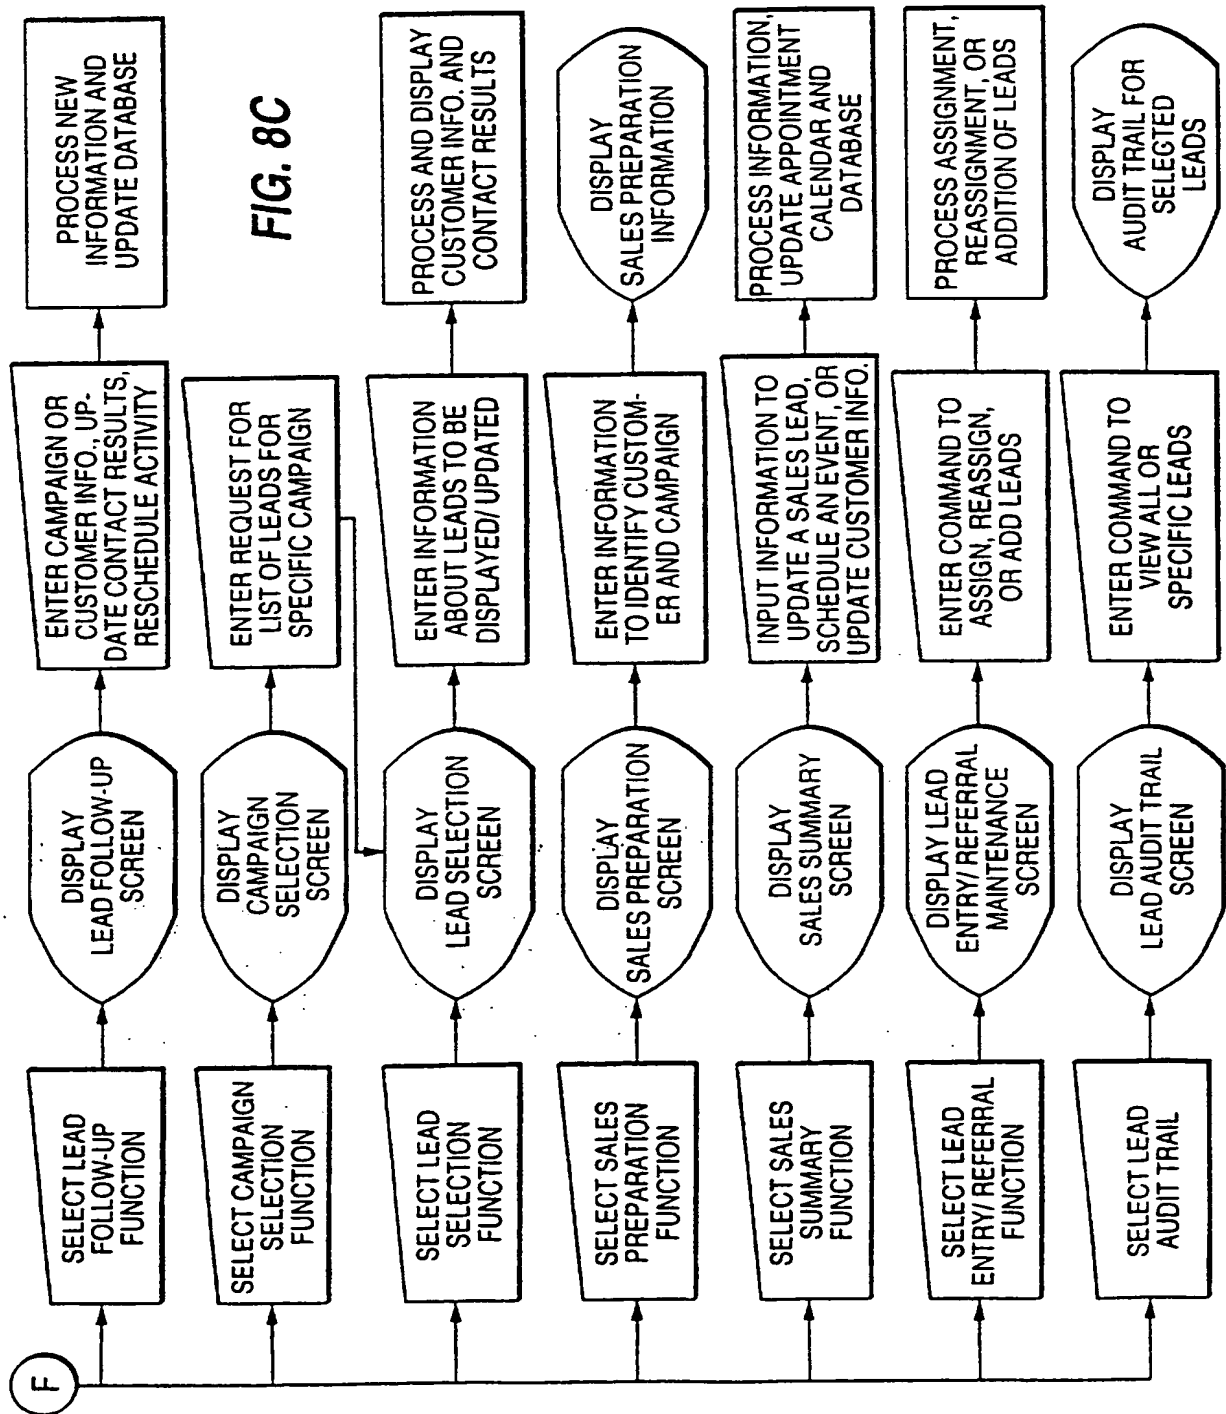 F
SELECT LEAD
FOLLOW-UP
FUNCTION
DISPLAY
LEAD FOLLOW-UP
SCREEN
ENTER CAMPAIGN OR
CUSTOMER INFO., UP-
DATE CONTACT RESULTS,
RESCHEDULE ACTIVITY
PROCESS NEW
INFORMATION AND
UPDATE DATABASE
SELECT CAMPAIGN
SELECTION
FUNCTION
DISPLAY
CAMPAIGN
SELECTION
SCREEN
ENTER REQUEST FOR
LIST OF LEADS FOR
SPECIFIC CAMPAIGN
FIG. 8C
SELECT LEAD
SELECTION
FUNCTION
DISPLAY
LEAD SELECTION
SCREEN
ENTER INFORMATION
ABOUT LEADS TO BE
DISPLAYED/ UPDATED
PROCESS AND DISPLAY
CUSTOMER INFO. AND
CONTACT RESULTS
SELECT SALES
PREPARATION
FUNCTION
DISPLAY
SALES PREPARATION
SCREEN
ENTER INFORMATION
TO IDENTIFY CUSTOM-
ER AND CAMPAIGN
DISPLAY
SALES PREPARATION
INFORMATION
SELECT SALES
SUMMARY
FUNCTION
DISPLAY
SALES SUMMARY
SCREEN
INPUT INFORMATION TO
UPDATE A SALES LEAD,
SCHEDULE AN EVENT, OR
UPDATE CUSTOMER INFO.
PROCESS INFORMATION,
UPDATE APPOINTMENT
CALENDAR AND
DATABASE
SELECT LEAD
ENTRY/ REFERRAL
FUNCTION
DISPLAY LEAD
ENTRY/ REFERRAL
MAINTENANCE
SCREEN
ENTER COMMAND TO
ASSIGN, REASSIGN,
OR ADD LEADS
PROCESS ASSIGNMENT,
REASSIGNMENT, OR
ADDITION OF LEADS
SELECT LEAD
AUDIT TRAIL
DISPLAY
LEAD AUDIT TRAIL
SCREEN
ENTER COMMAND TO
VIEW ALL OR
SPECIFIC LEADS
DISPLAY
AUDIT TRAIL FOR
SELECTED
LEADS